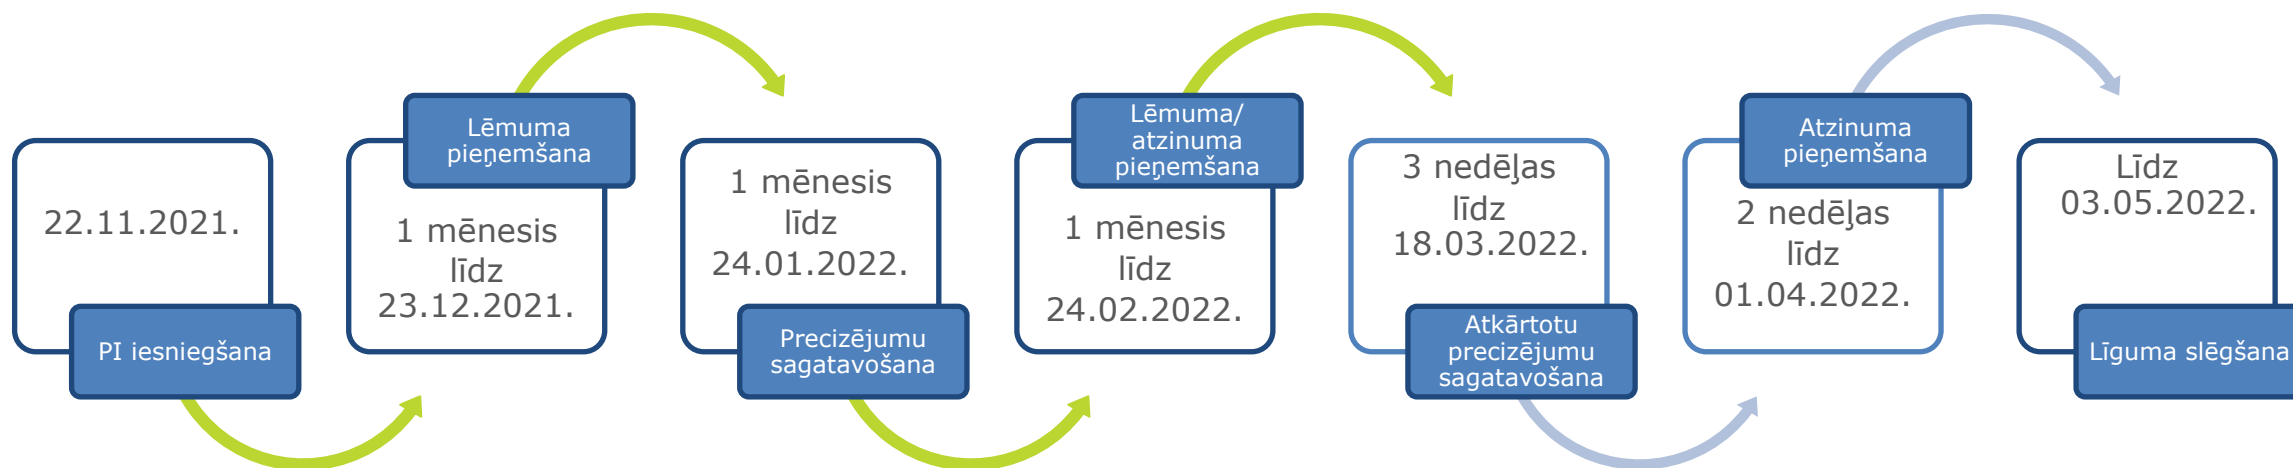 22.11.2021.
PI iesniegšana
Lēmuma
pieņemšana
1 mēnesis
līdz
23.12.2021.
1 mēnesis
līdz
24.01.2022.
Precizējumu
sagatavošana
Lēmuma/
atzinuma
pieņemšana
1 mēnesis
līdz
24.02.2022.
3 nedēļas
līdz
18.03.2022.
Atkārtotu
precizējumu
sagatavošana
Atzinuma
pieņemšana
2 nedēļas
līdz
01.04.2022.
Līdz
03.05.2022.
Līguma slēgšana